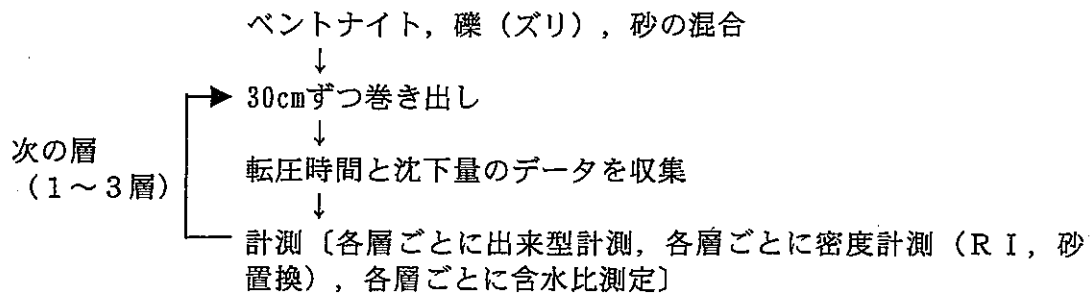 ベントナイト，礫（ズリ），砂の混合
↓
30cmずつ巻き出し
↓
次の層
（１～３層）
転圧時間と沈下量のデータを収集
↓
計測〔各層ごとに出来型計測，各層ごとに密度計測（ＲＩ，砂
置換），各層ごとに含水比測定〕